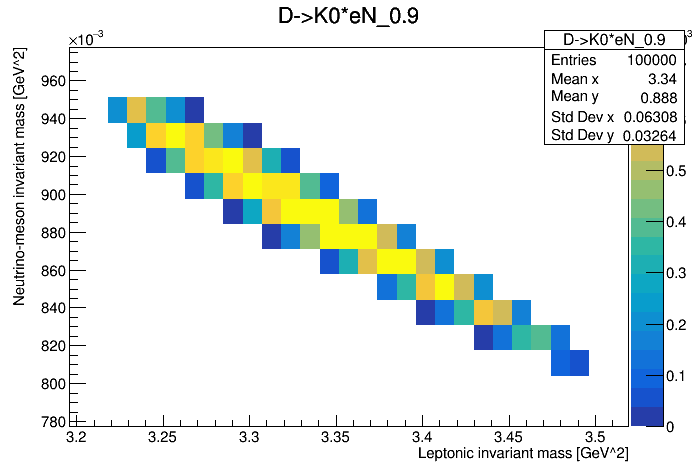 D->K0*eN_0.9
D->K0*eN_0.9
Entries 100000
Mean x 3.34
Mean y 0.888
Std Dev x 0.06308
Std Dev y 0.03264
×10⁻³
Neutrino-meson invariant mass [GeV^2]
960
940
920
900
880
860
840
820
800
780
3.2
3.25
3.3
3.35
3.4
3.45
3.5
Leptonic invariant mass [GeV^2]
0.5
0.4
0.3
0.2
0.1
0